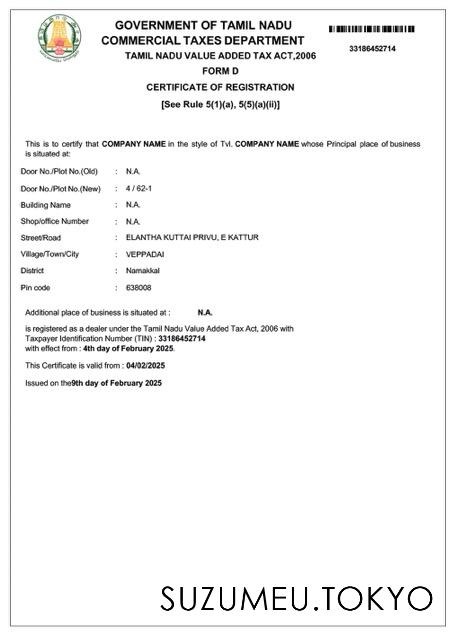 GOVERNMENT OF TAMIL NADU
COMMERCIAL TAXES DEPARTMENT
TAMIL NADU VALUE ADDED TAX ACT,2006
33186452714
FORM D
CERTIFICATE OF REGISTRATION
[See Rule 5(1)(a), 5(5)(a)(ii)]
This is to certify that COMPANY NAME in the style of Tvl. COMPANY NAME whose Principal place of business
is situated at:
Door No./Plot No.(Old) : N.A.
Door No./Plot No.(New) : 4 / 62-1
Building Name : N.A.
Shop/office Number : N.A.
Street/Road : ELANTHA KUTTAI PRIVU, E KATTUR
Village/Town/City : VEPPADAI
District : Namakkal
Pin code : 638008
Additional place of business is situated at : N.A.
is registered as a dealer under the Tamil Nadu Value Added Tax Act, 2006 with
Taxpayer Identification Number (TIN) : 33186452714
with effect from : 4th day of February 2025.
This Certificate is valid from : 04/02/2025
Issued on the9th day of February 2025
SUZUMEU.TOKYO